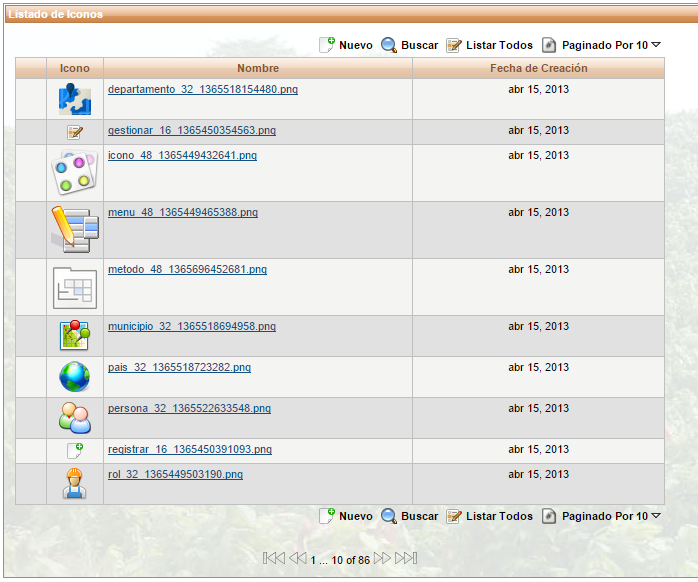 Listado de Iconos
Nuevo Buscar Listar Todos Paginado Por 10
Icono Nombre Fecha de Creación
departamento_32_1365518154480.png abr 15, 2013
gestionar_16_1365450354563.png abr 15, 2013
icono_48_1365449432641.png abr 15, 2013
menu_48_1365449465388.png abr 15, 2013
metodo_48_1365696452681.png abr 15, 2013
municipio_32_1365518694958.png abr 15, 2013
pais_32_1365518723282.png abr 15, 2013
persona_32_1365522633548.png abr 15, 2013
registrar_16_1365450391093.png abr 15, 2013
rol_32_1365449503190.png abr 15, 2013
Nuevo Buscar Listar Todos Paginado Por 10
1 ... 10 of 86